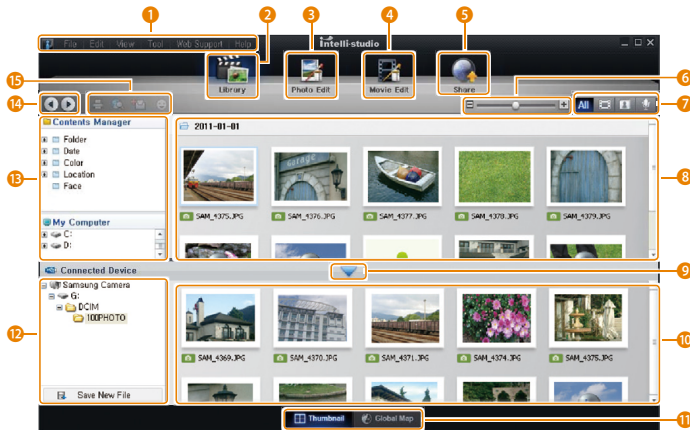 1 2 3 4 5
File Edit View Tool Web Support Help
Intelli-studio
Library Photo Edit Movie Edit Share
6
15
14
All
7
Contents Manager
Folder
Date
Color
Location
Face
13
My Computer
C:
D:
2011-01-01
SAM_4375.JPG SAM_4376.JPG SAM_4377.JPG SAM_4378.JPG SAM_4379.JPG
8
Connected Device
9
Samsung Camera
G:
DCIM
100PHOTO
12
Save New File
SAM_4369.JPG SAM_4370.JPG SAM_4371.JPG SAM_4374.JPG SAM_4375.JPG
10
Thumbnail Global Map
11